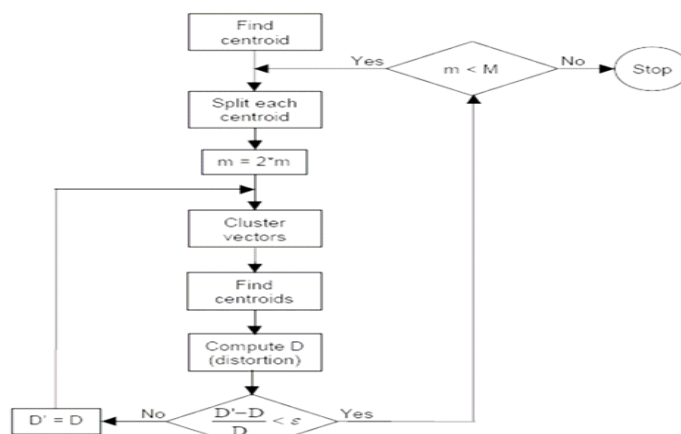 Find
centroid
Yes
m < M
No
Stop
Split each
centroid
m = 2*m
Cluster
vectors
Find
centroids
Compute D
(distortion)
D' = D
No
D'-D
D
< ε
Yes